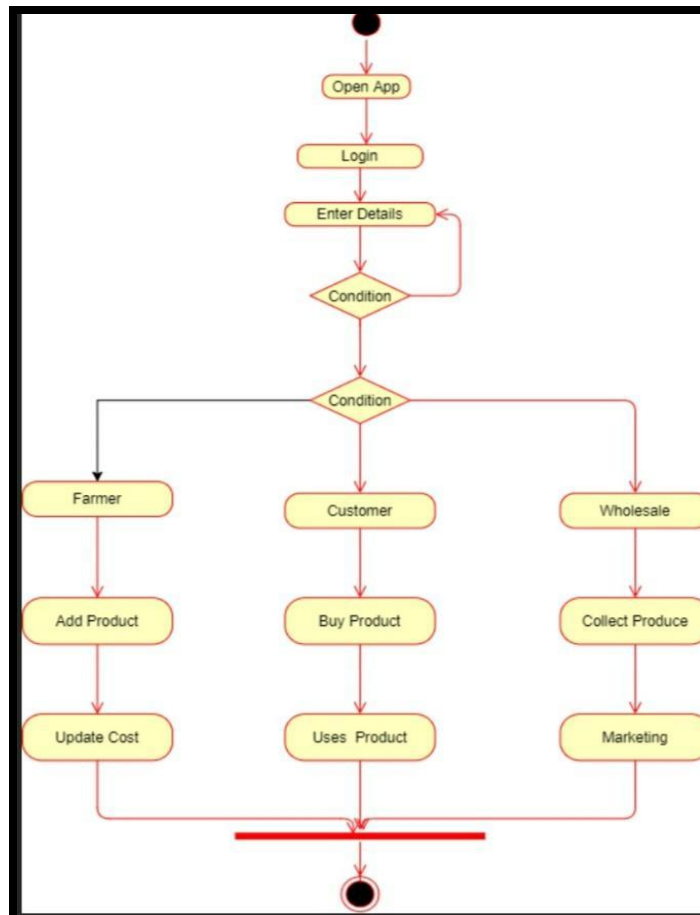 Open App
Login
Enter Details
Condition
Condition
Farmer
Customer
Wholesale
Add Product
Buy Product
Collect Produce
Update Cost
Uses Product
Marketing